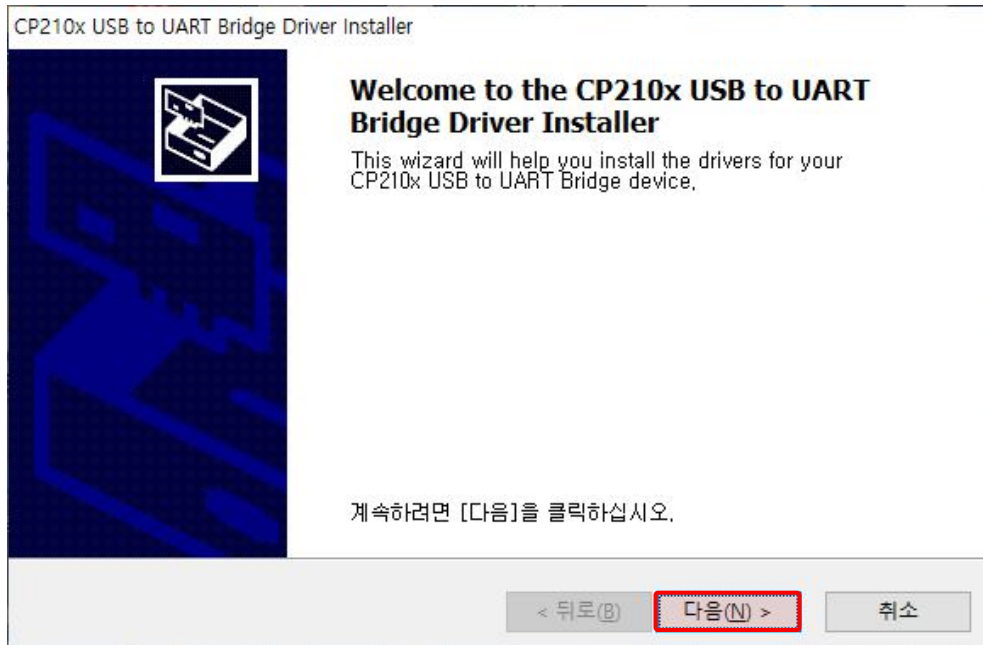 CP210x USB to UART Bridge Driver Installer
Welcome to the CP210x USB to UART
Bridge Driver Installer
This wizard will help you install the drivers for your
CP210x USB to UART Bridge device,
계속하려면 [다음]을 클릭하십시오,
< 뒤로(B)
다음(N) >
취소